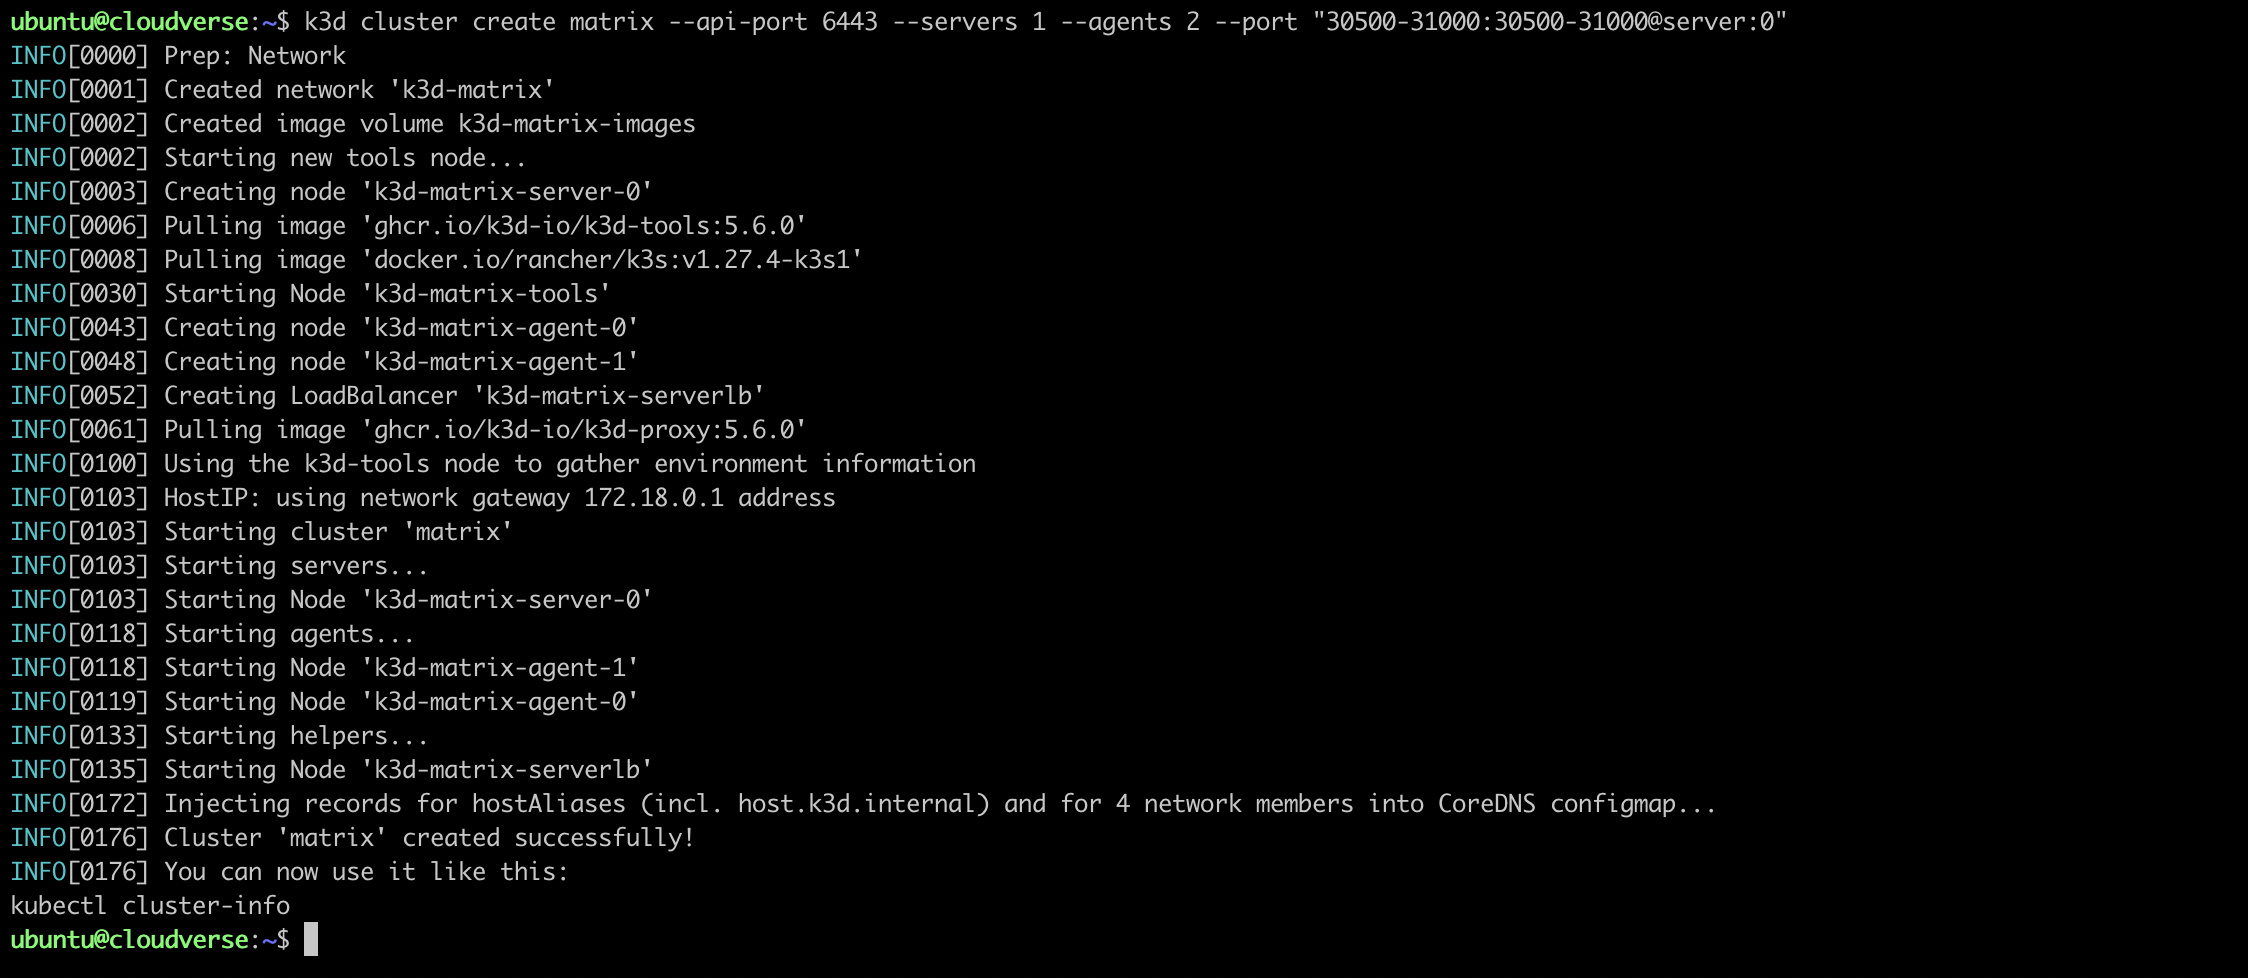 ubuntu@cloudverse:~$ k3d cluster create matrix --api-port 6443 --servers 1 --agents 2 --port "30500-31000:30500-31000@server:0"
INFO[0000] Prep: Network
INFO[0001] Created network 'k3d-matrix'
INFO[0002] Created image volume k3d-matrix-images
INFO[0002] Starting new tools node...
INFO[0003] Creating node 'k3d-matrix-server-0'
INFO[0006] Pulling image 'ghcr.io/k3d-io/k3d-tools:5.6.0'
INFO[0008] Pulling image 'docker.io/rancher/k3s:v1.27.4-k3s1'
INFO[0030] Starting Node 'k3d-matrix-tools'
INFO[0043] Creating node 'k3d-matrix-agent-0'
INFO[0048] Creating node 'k3d-matrix-agent-1'
INFO[0052] Creating LoadBalancer 'k3d-matrix-serverlb'
INFO[0061] Pulling image 'ghcr.io/k3d-io/k3d-proxy:5.6.0'
INFO[0100] Using the k3d-tools node to gather environment information
INFO[0103] HostIP: using network gateway 172.18.0.1 address
INFO[0103] Starting cluster 'matrix'
INFO[0103] Starting servers...
INFO[0103] Starting Node 'k3d-matrix-server-0'
INFO[0118] Starting agents...
INFO[0118] Starting Node 'k3d-matrix-agent-1'
INFO[0119] Starting Node 'k3d-matrix-agent-0'
INFO[0133] Starting helpers...
INFO[0135] Starting Node 'k3d-matrix-serverlb'
INFO[0172] Injecting records for hostAliases (incl. host.k3d.internal) and for 4 network members into CoreDNS configmap...
INFO[0176] Cluster 'matrix' created successfully!
INFO[0176] You can now use it like this:
kubectl cluster-info
ubuntu@cloudverse:~$